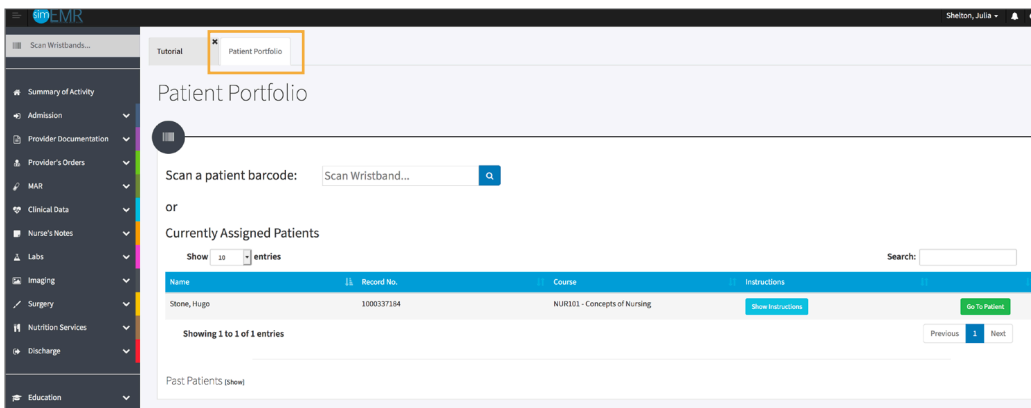 simEMR
Shelton, Julia
Scan Wristbands...
Tutorial
Patient Portfolio
Summary of Activity
Admission
Provider Documentation
Provider's Orders
MAR
Clinical Data
Nurse's Notes
Labs
Imaging
Surgery
Nutrition Services
Discharge
Education
Patient Portfolio
Scan a patient barcode: Scan Wristband...
or
Currently Assigned Patients
Show 10 entries Search:
Name Record No. Course Instructions
Stone, Hugo 1000337184 NUR101 - Concepts of Nursing Show Instructions Go To Patient
Showing 1 to 1 of 1 entries Previous 1 Next
Past Patients [Show]